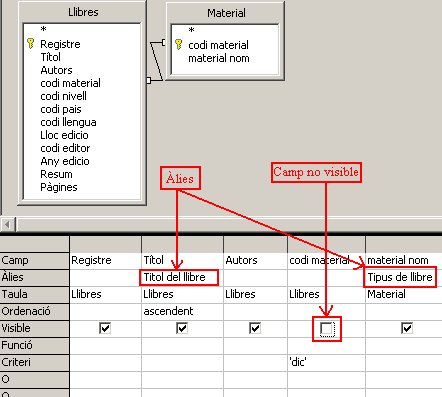 Llibres
*
Registre
Títol
Autors
codi material
codi nivell
codi pais
codi llengua
Lloc edicio
codi editor
Any edicio
Resum
Pàgines
Material
*
codi material
material nom
Àlies
Camp no visible
Camp Registre Títol Autors codi material material nom
Àlies Titol del llibre Tipus de llibre
Taula Llibres Llibres Llibres Llibres Material
Ordenació ascendent
Visible
Funció
Criteri 'dic'
O
O